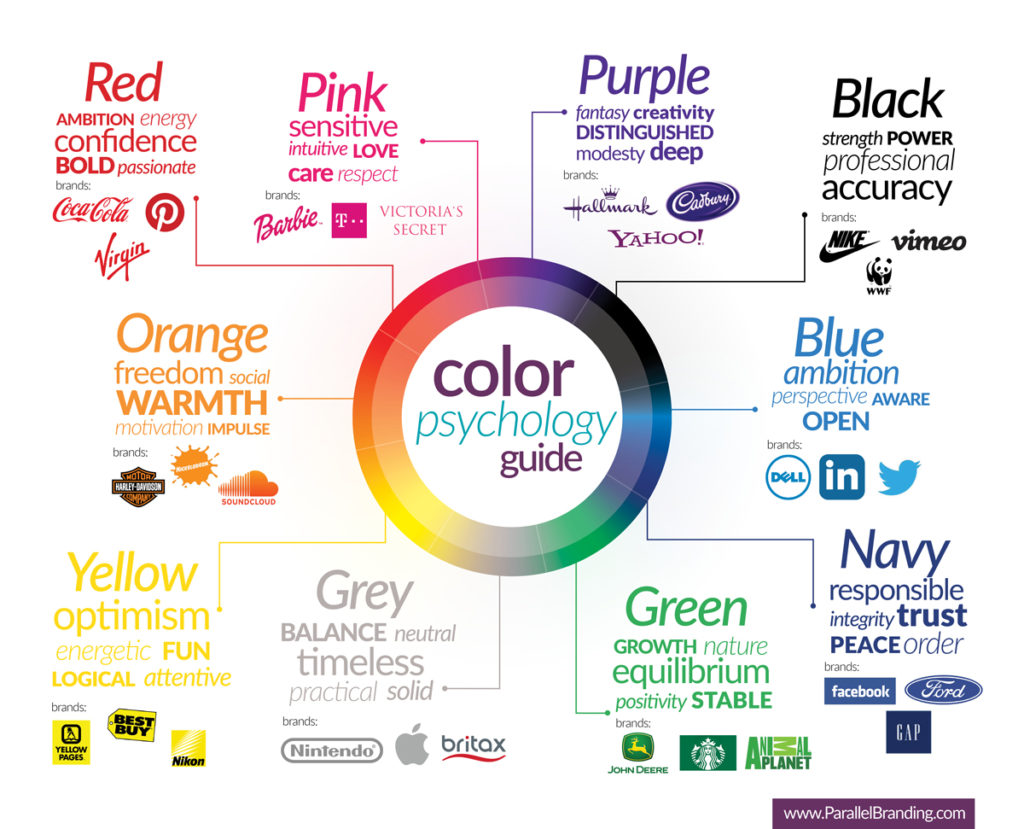 Red
AMBITION energy
confidence
BOLD passionate
brands:
Coca-Cola
Virgin
Pink
sensitive
intuitive LOVE
care respect
brands:
Barbie
T
VICTORIA'S
SECRET
Purple
fantasy creativity
DISTINGUISHED
modesty deep
brands:
Hallmark
Cadbury
YAHOO!
Black
strength POWER
professional
accuracy
brands:
NIKE
vimeo
WWF
Orange
freedom social
WARMTH
motivation IMPULSE
brands:
MOTOR
HARLEY-DAVIDSON
COMPANY
nickelodeon
SOUNDCLOUD
color
psychology
guide
Blue
ambition
perspective AWARE
OPEN
brands:
DELL
in
Yellow
optimism
energetic FUN
LOGICAL attentive
brands:
YELLOW
PAGES
BEST
BUY
Nikon
Grey
BALANCE neutral
timeless
practical solid
brands:
Nintendo
britax
Green
GROWTH nature
equilibrium
positivity STABLE
brands:
JOHN DEERE
ANIMAL
PLANET
Navy
responsible
integrity trust
PEACE order
brands:
facebook
Ford
GAP
www.ParallelBranding.com